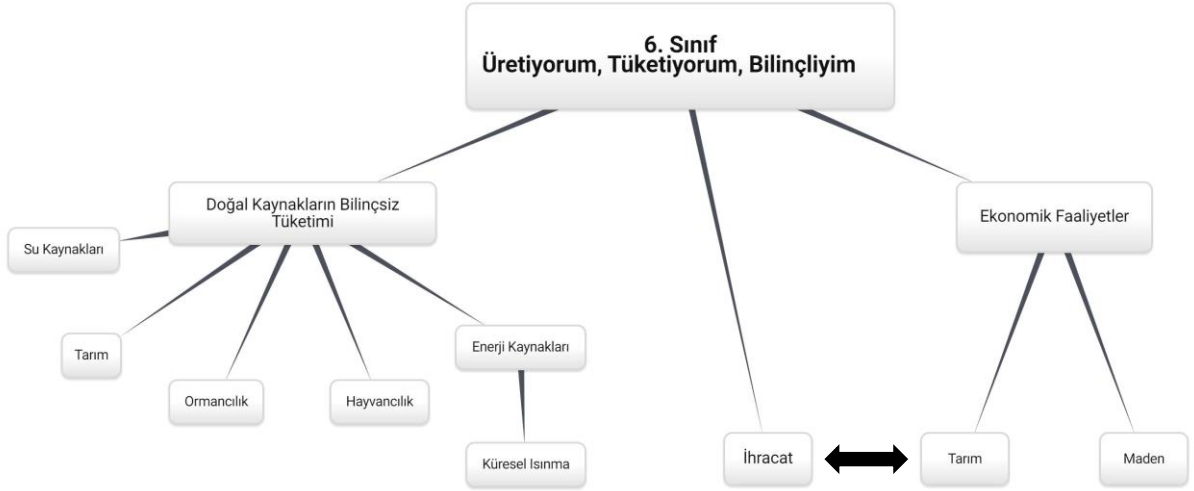 6. Sınıf
Üretiyorum, Tüketiyorum, Bilinçliyim
Doğal Kaynakların Bilinçsiz
Tüketimi
Ekonomik Faaliyetler
Su Kaynakları
Tarım
Ormancılık
Hayvancılık
Enerji Kaynakları
Küresel Isınma
İhracat
Tarım
Maden